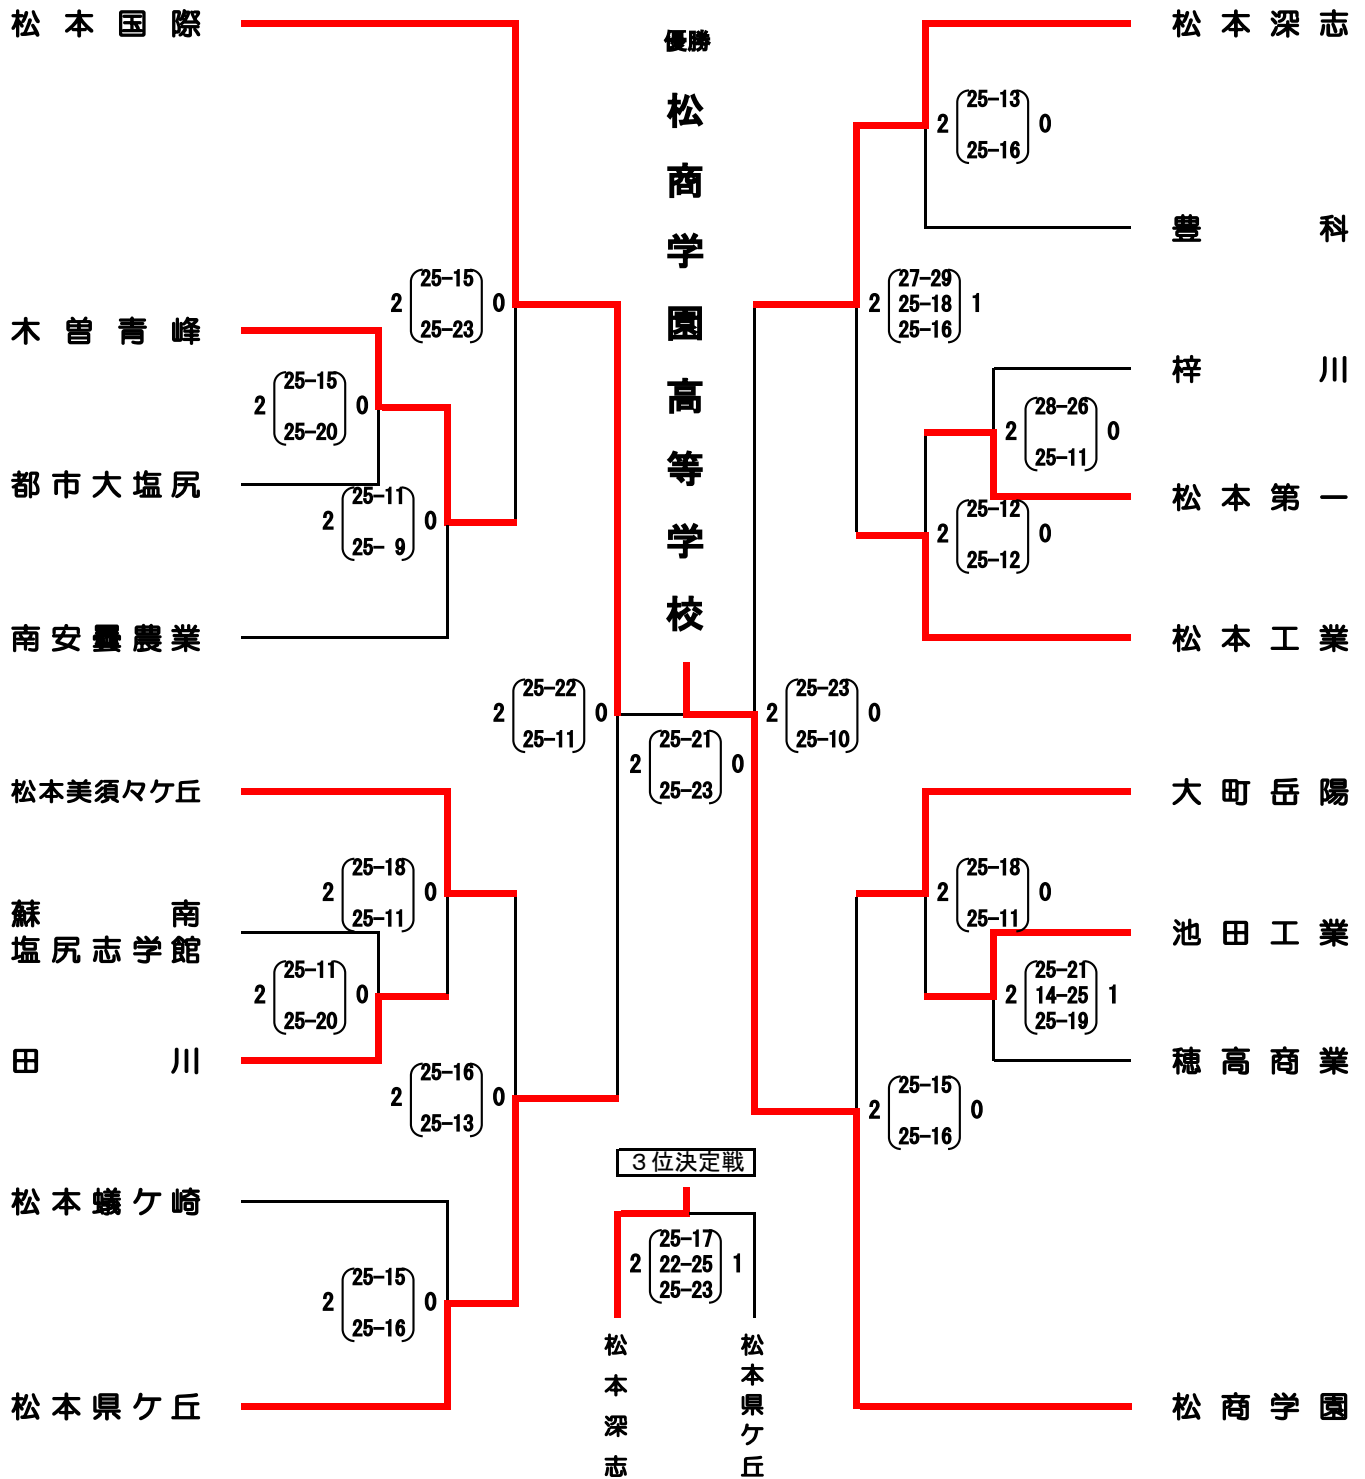 優勝
松商学園高等学校
松本国際
木曽青峰
都市大塩尻
南安曇農業
松本美須々ケ丘
蘇南
塩尻志学館
田川
松本蟻ケ崎
松本県ケ丘
松本深志
豊科
梓川
松本第一
松本工業
大町岳陽
池田工業
穂高商業
松商学園
25-15
2 0
25-23
25-15
2 0
25-20
25-11
2 0
25- 9
25-22
2 0
25-11
25-18
2 0
25-11
25-11
2 0
25-20
25-16
2 0
25-13
25-15
2 0
25-16
25-21
2 0
25-23
25-13
2 0
25-16
27-29
2 25-18 1
25-16
28-26
2 0
25-11
25-12
2 0
25-12
25-23
2 0
25-10
25-18
2 0
25-11
25-21
2 14-25 1
25-19
25-15
2 0
25-16
３位決定戦
25-17
2 22-25 1
25-23
松本深志
松本県ケ丘